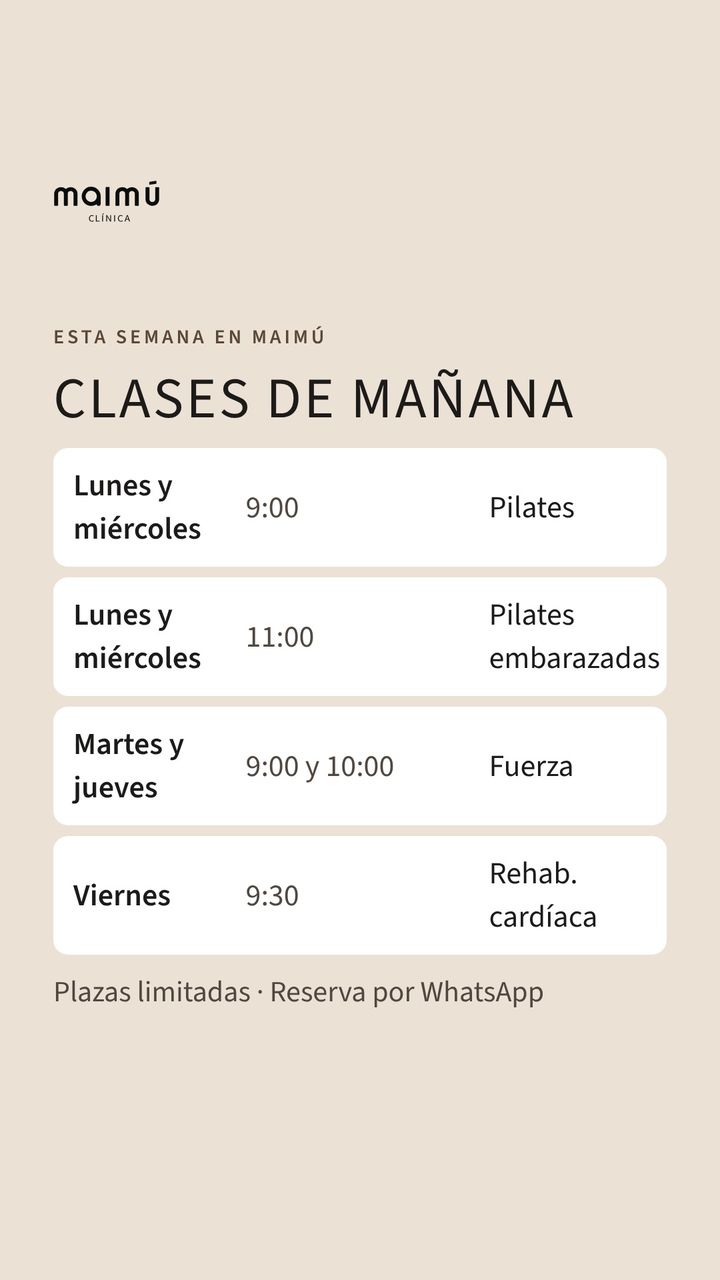 maimú
CLÍNICA
ESTA SEMANA EN MAIMÚ
CLASES DE MAÑANA
Lunes y
miércoles
9:00
Pilates
Lunes y
miércoles
11:00
Pilates
embarazadas
Martes y
jueves
9:00 y 10:00
Fuerza
Viernes
9:30
Rehab.
cardíaca
Plazas limitadas · Reserva por WhatsApp